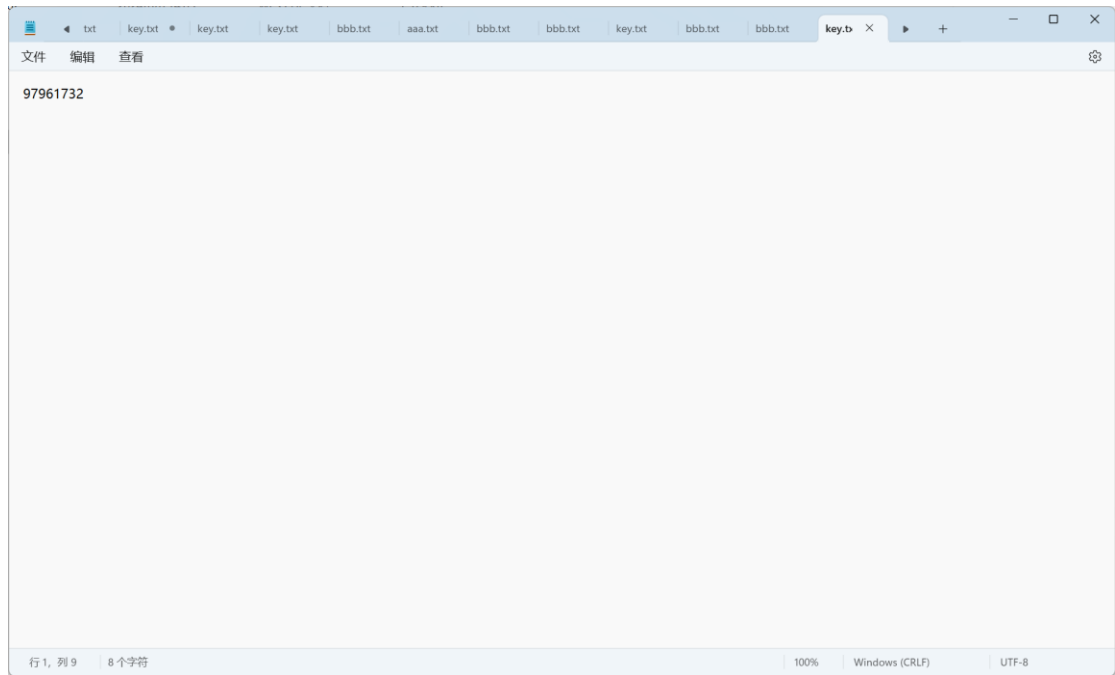 txt key.txt key.txt key.txt bbb.txt aaa.txt bbb.txt bbb.txt key.txt bbb.txt bbb.txt key.t
文件 编辑 查看
97961732
行 1, 列 9 8 个字符 100% Windows (CRLF) UTF-8